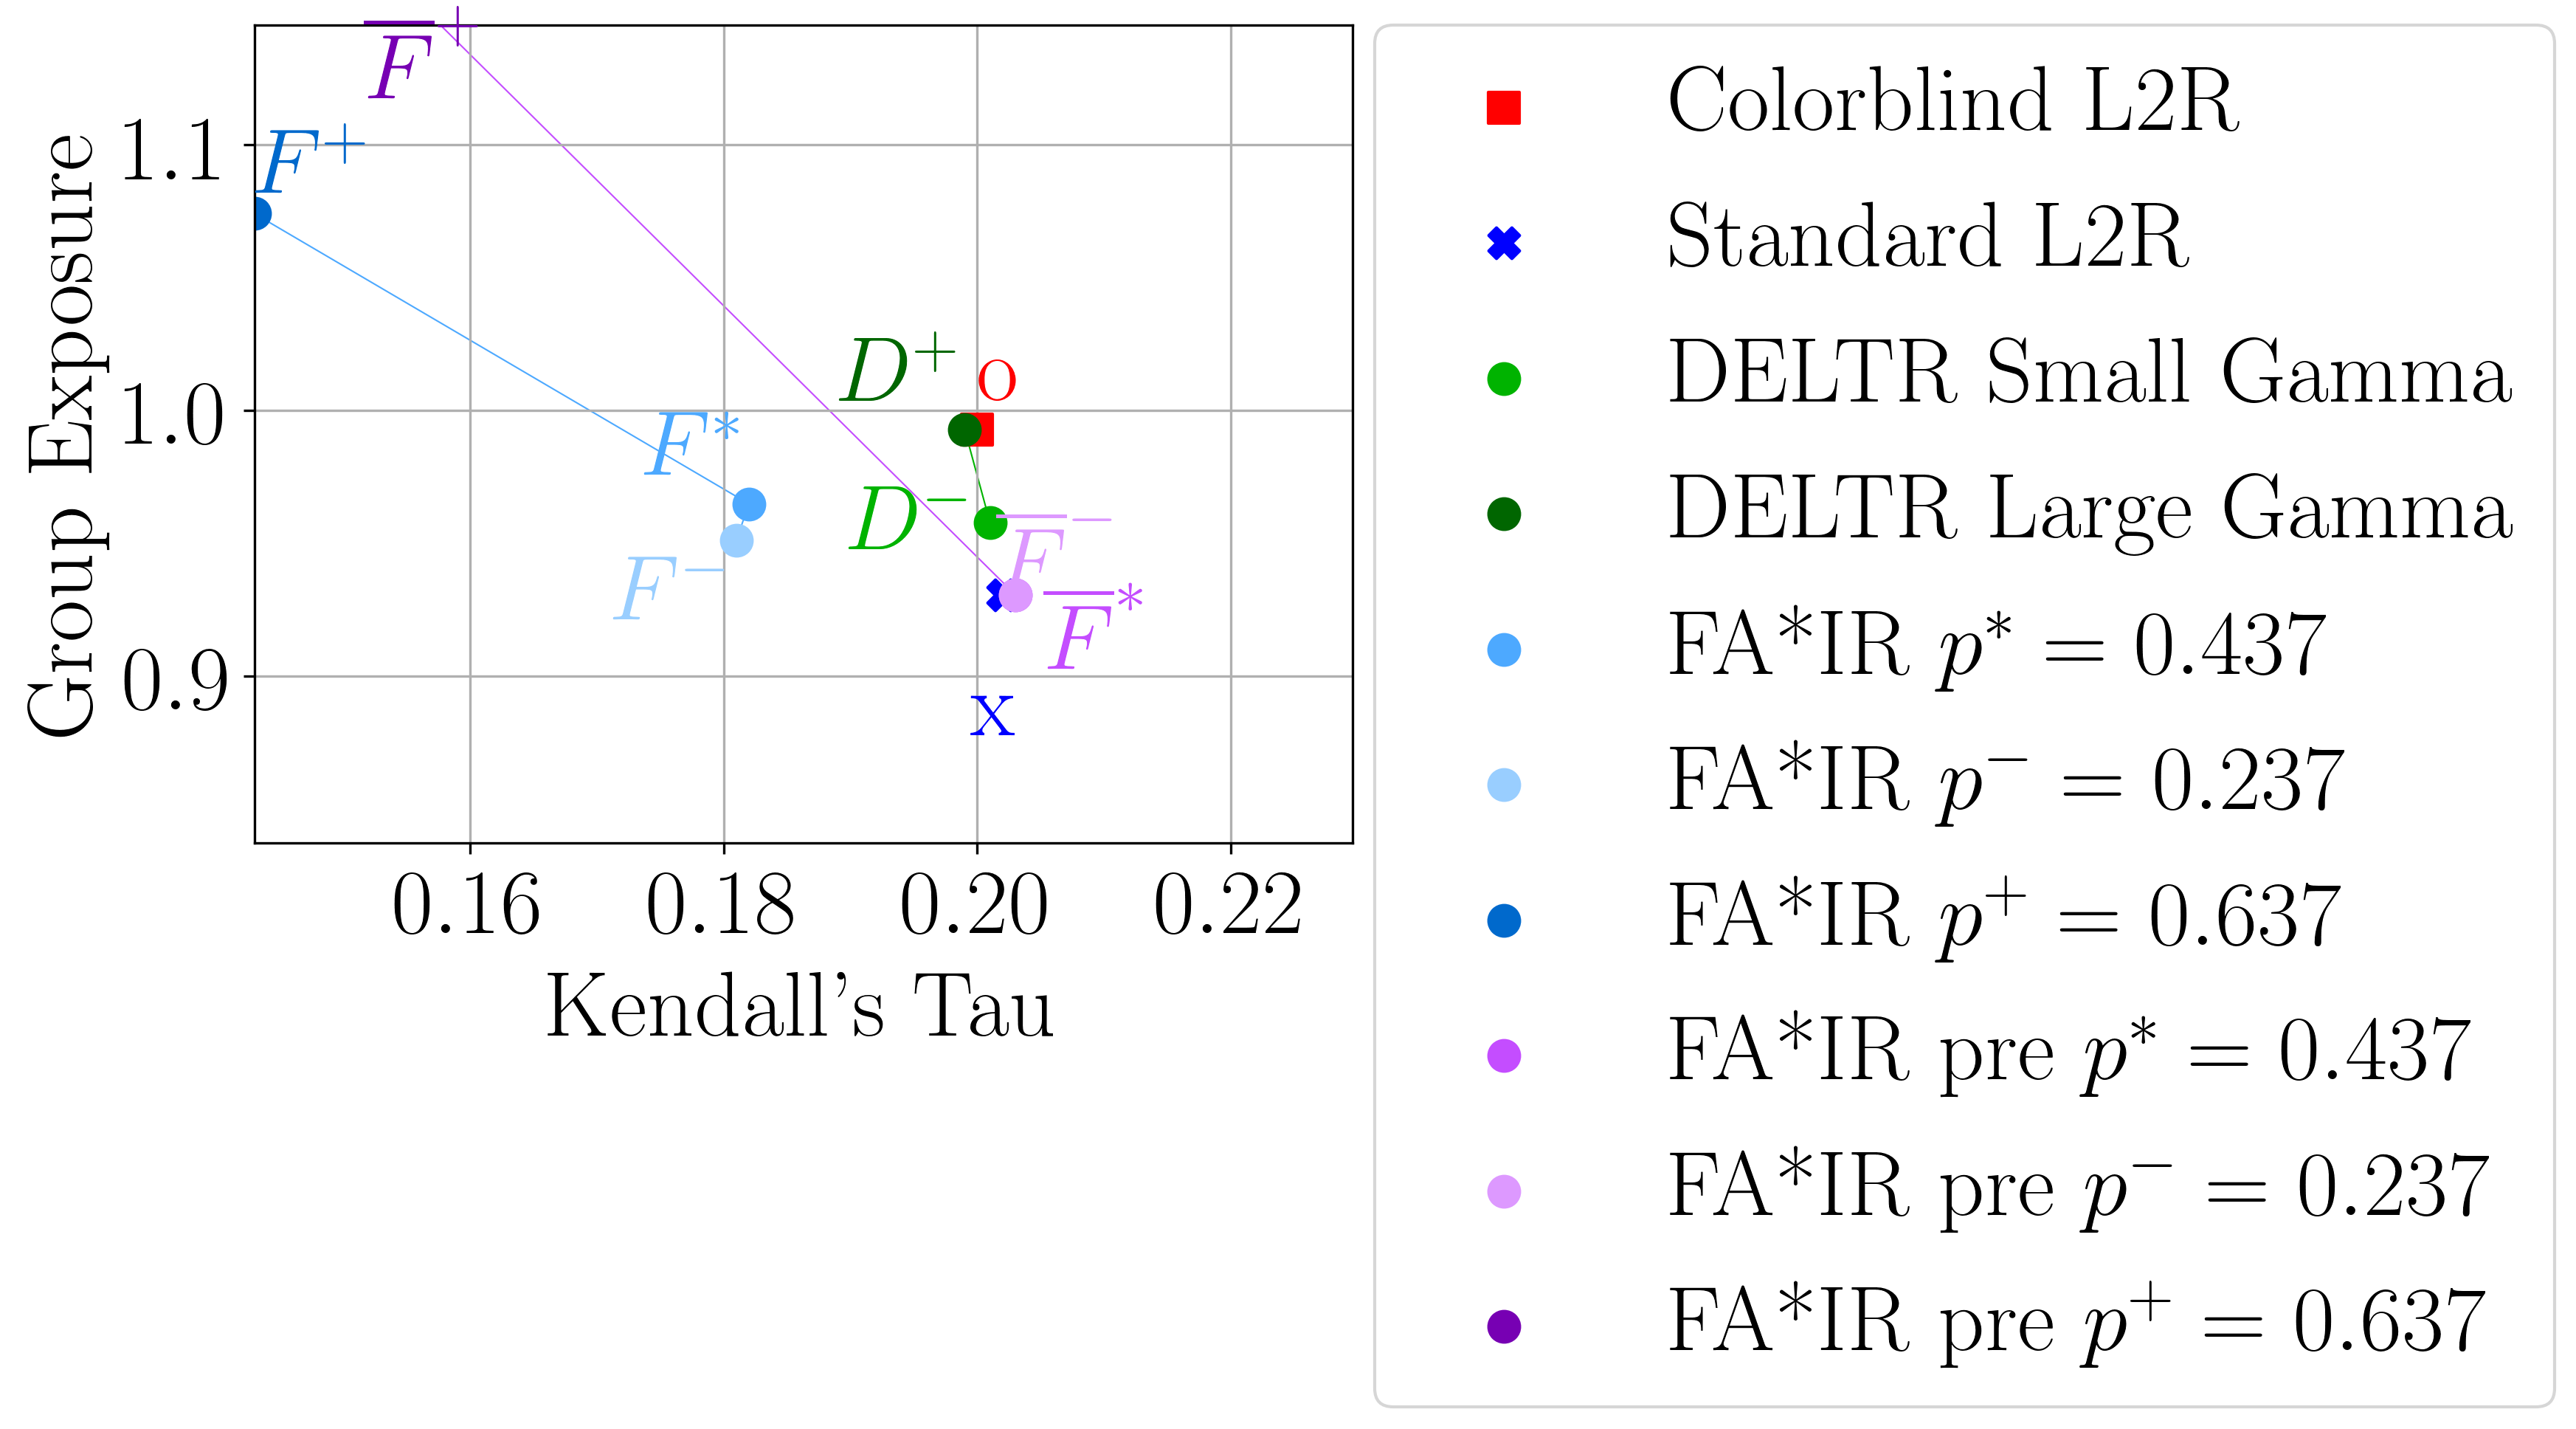 Group Exposure
1.1
1.0
0.9
0.16 0.18 0.20 0.22
Kendall's Tau
F̅⁺
F⁺
D⁺
O
F*
D⁻
F̅⁻
F⁻
F̅*
X
Colorblind L2R
Standard L2R
DELTR Small Gamma
DELTR Large Gamma
FA*IR p* = 0.437
FA*IR p⁻ = 0.237
FA*IR p⁺ = 0.637
FA*IR pre p* = 0.437
FA*IR pre p⁻ = 0.237
FA*IR pre p⁺ = 0.637